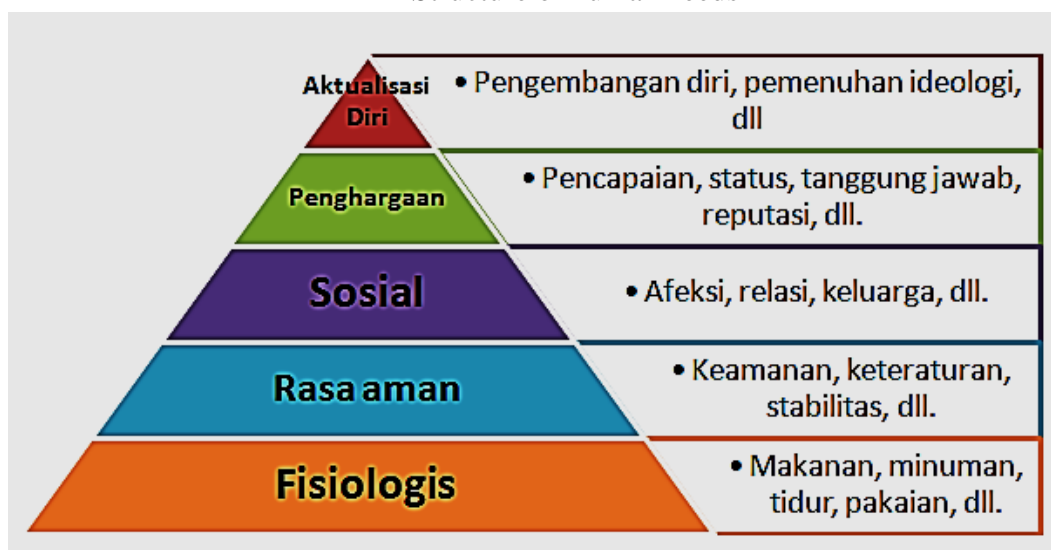 Aktualisasi
Diri
• Pengembangan diri, pemenuhan ideologi,
dll
Penghargaan
• Pencapaian, status, tanggung jawab,
reputasi, dll.
Sosial
• Afeksi, relasi, keluarga, dll.
Rasa aman
• Keamanan, keteraturan,
stabilitas, dll.
Fisiologis
• Makanan, minuman,
tidur, pakaian, dll.